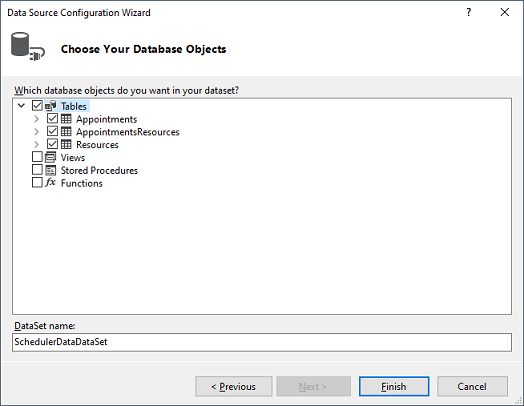 Data Source Configuration Wizard
?
Choose Your Database Objects
Which database objects do you want in your dataset?
Tables
Appointments
AppointmentsResources
Resources
Views
Stored Procedures
fx Functions
DataSet name:
SchedulerDataDataSet
< Previous Next > Finish Cancel